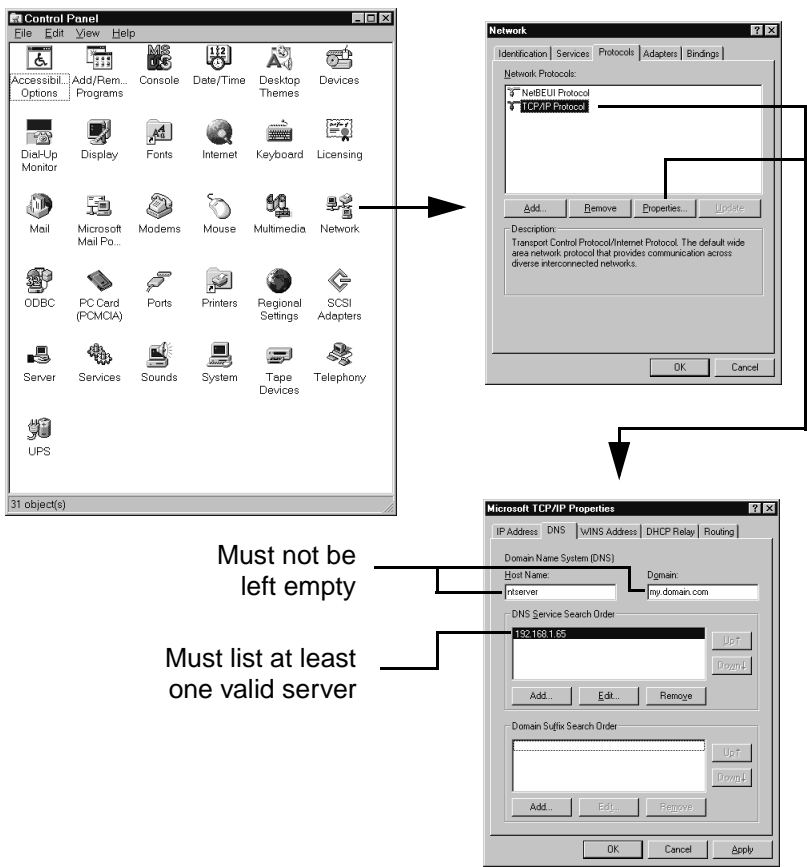 Control Panel
File Edit View Help
Accessibil... Options
Add/Rem... Programs
Console
Date/Time
Desktop Themes
Devices
Dial-Up Monitor
Display
Fonts
Internet
Keyboard
Licensing
Mail
Microsoft Mail Po...
Modems
Mouse
Multimedia
Network
ODBC
PC Card (PCMCIA)
Ports
Printers
Regional Settings
SCSI Adapters
Server
Services
Sounds
System
Tape Devices
Telephony
UPS
31 object(s)
Network
Identification Services Protocols Adapters Bindings
Network Protocols:
NetBEUI Protocol
TCP/IP Protocol
Add... Remove Properties... Update
Description:
Transport Control Protocol/Internet Protocol. The default wide
area network protocol that provides communication across
diverse interconnected networks.
OK Cancel
Must not be
left empty
Must list at least
one valid server
Microsoft TCP/IP Properties
IP Address DNS WINS Address DHCP Relay Routing
Domain Name System (DNS)
Host Name: Domain:
ntserver my.domain.com
DNS Service Search Order
192.168.1.65
Up↑
Down↓
Add... Edit... Remove
Domain Suffix Search Order
Up↑
Down↓
Add... Edit... Remove
OK Cancel Apply